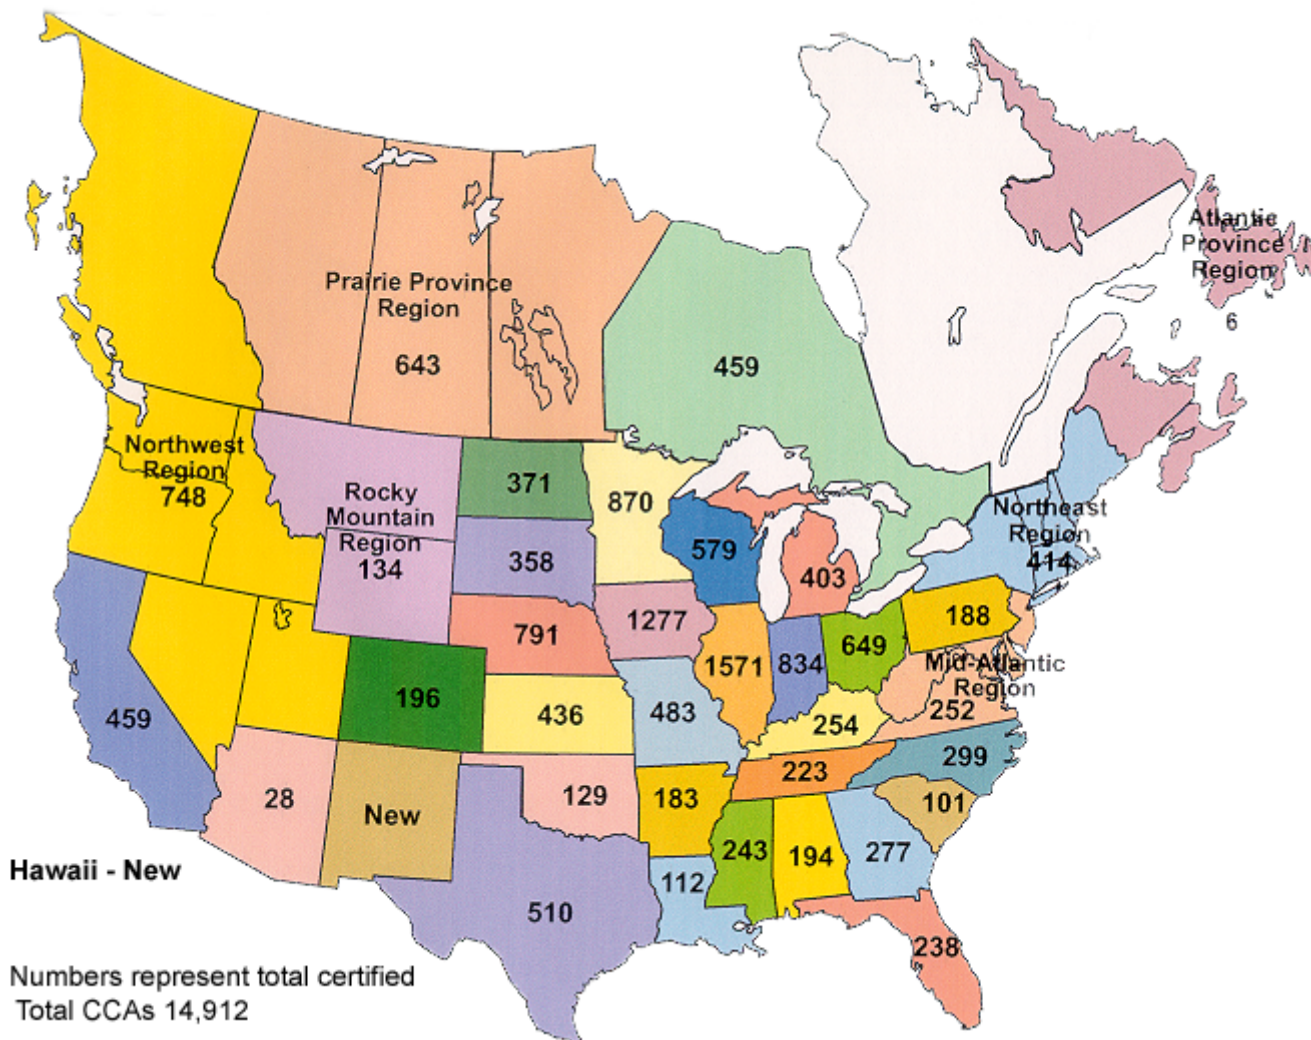 Atlantic
Province
Region
6
Prairie Province
Region
643
459
Northwest
Region
748
Rocky
Mountain
Region
134
371
870
358
579
403
Northeast
Region
414
791
1277
1571
834
649
188
Mid-Atlantic
Region
252
459
196
436
483
254
299
28
New
129
183
223
101
243
194
277
112
510
238
Hawaii - New
Numbers represent total certified
Total CCAs 14,912